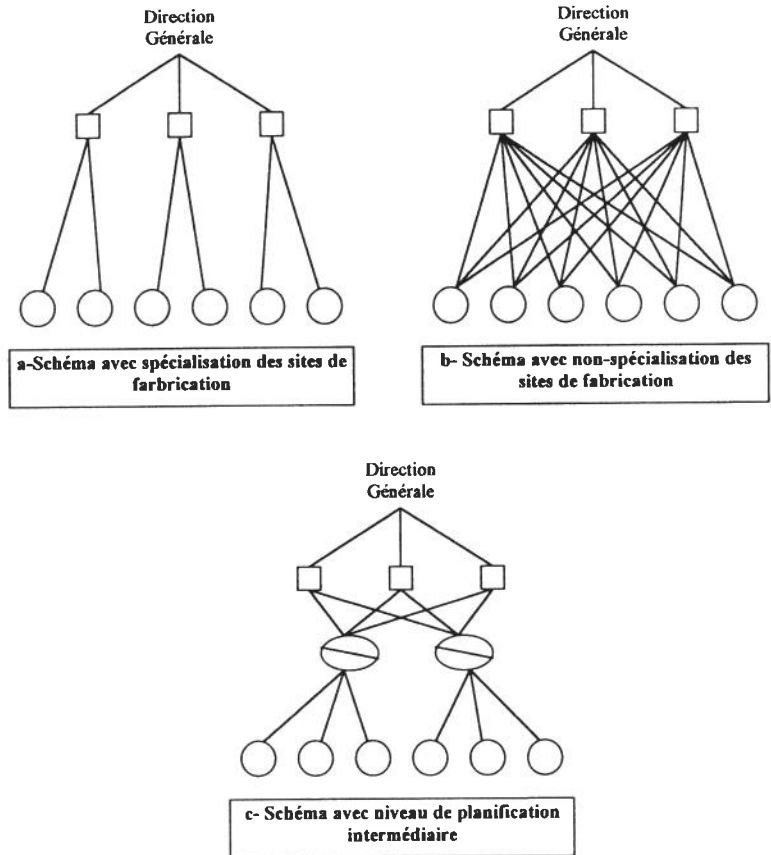 Direction
Générale
Direction
Générale
a-Schéma avec spécialisation des sites de
farbrication
b- Schéma avec non-spécialisation des
sites de fabrication
Direction
Générale
c- Schéma avec niveau de planification
intermédiaire